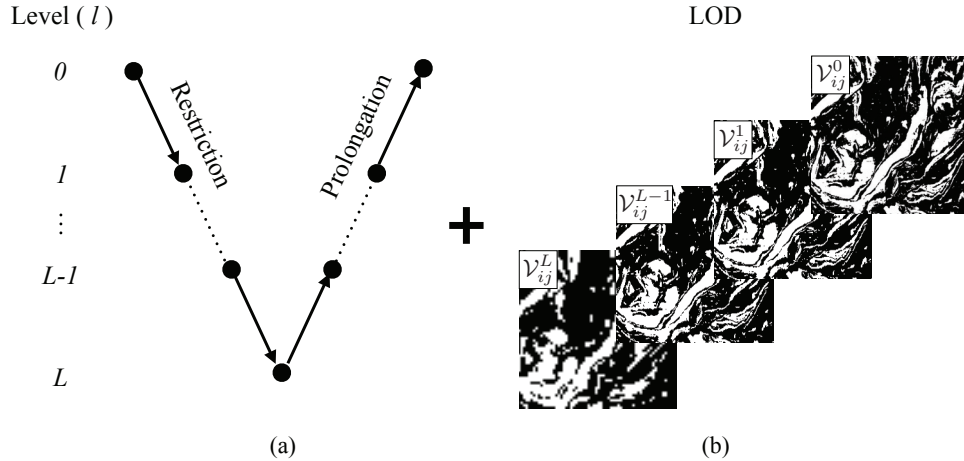 Level ( l )
LOD
0
1
⋮
L-1
L
Restriction
Prolongation
+
𝒱⁰ᵢⱼ
𝒱¹ᵢⱼ
𝒱ᴸ⁻¹ᵢⱼ
𝒱ᴸᵢⱼ
(a)
(b)